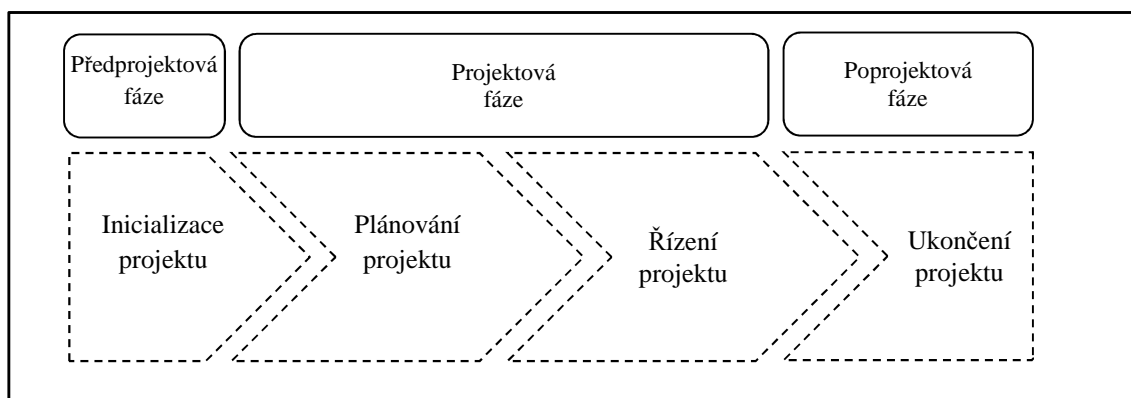 Předprojektová
fáze
Projektová
fáze
Poprojektová
fáze
Inicializace
projektu
Plánování
projektu
Řízení
projektu
Ukončení
projektu